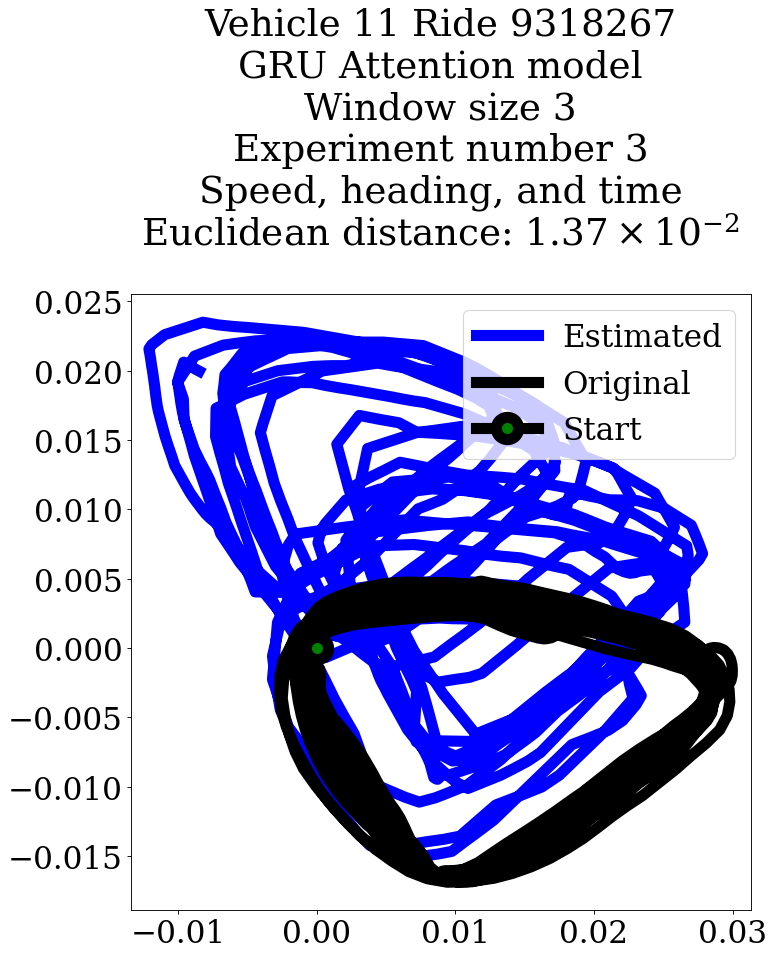 Vehicle 11 Ride 9318267
GRU Attention model
Window size 3
Experiment number 3
Speed, heading, and time
Euclidean distance: 1.37 × 10⁻²
0.025
0.020
0.015
0.010
0.005
0.000
−0.005
−0.010
−0.015
Estimated
Original
Start
−0.01 0.00 0.01 0.02 0.03